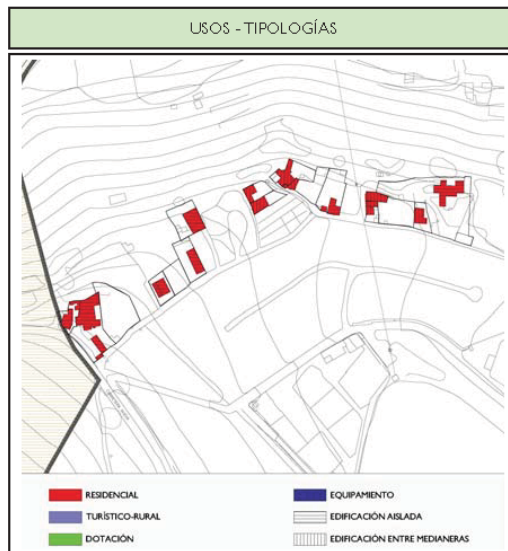 USOS - TIPOLOGÍAS
RESIDENCIAL
TURÍSTICO-RURAL
DOTACIÓN
EQUIPAMIENTO
EDIFICACIÓN AISLADA
EDIFICACIÓN ENTRE MEDIANERAS